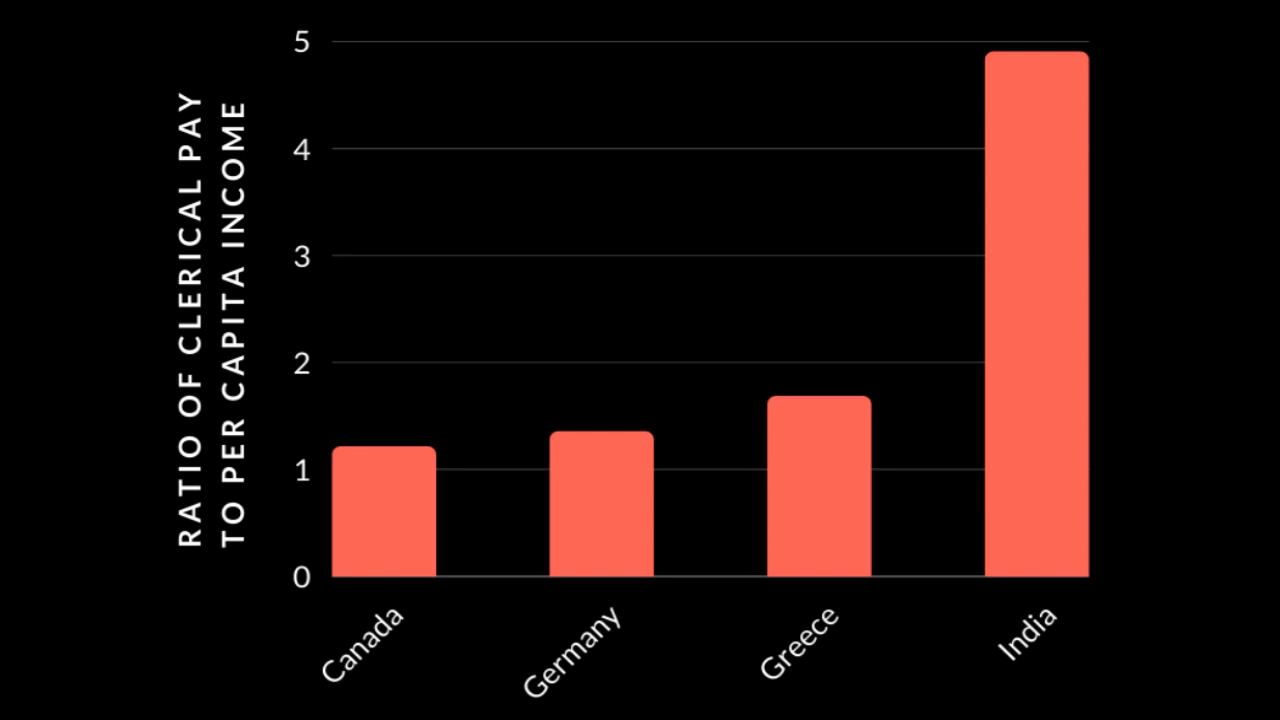 RATIO OF CLERICAL PAY
TO PER CAPITA INCOME
5
4
3
2
1
0
Canada
Germany
Greece
India